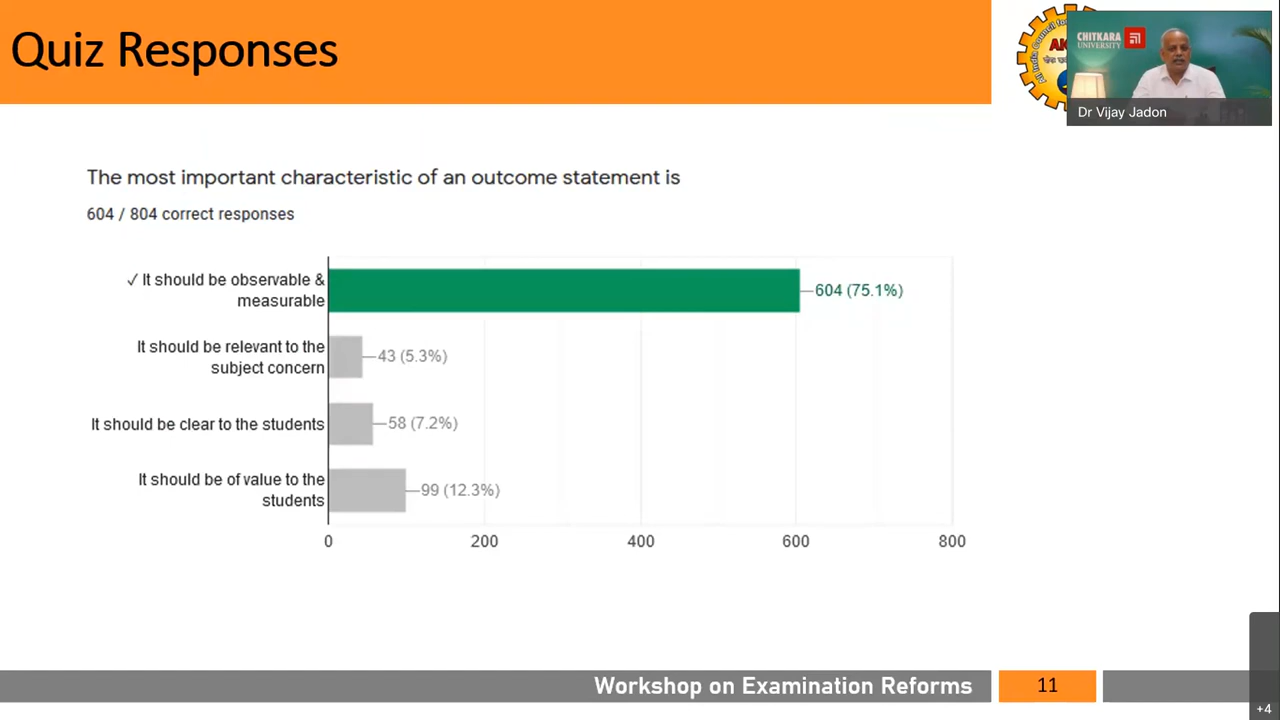 Quiz Responses
CHITKARA
UNIVERSITY
Dr Vijay Jadon
The most important characteristic of an outcome statement is
604 / 804 correct responses
✓ It should be observable &
measurable
604 (75.1%)
It should be relevant to the
subject concern
43 (5.3%)
It should be clear to the students
58 (7.2%)
It should be of value to the
students
99 (12.3%)
0 200 400 600 800
Workshop on Examination Reforms
11
+4